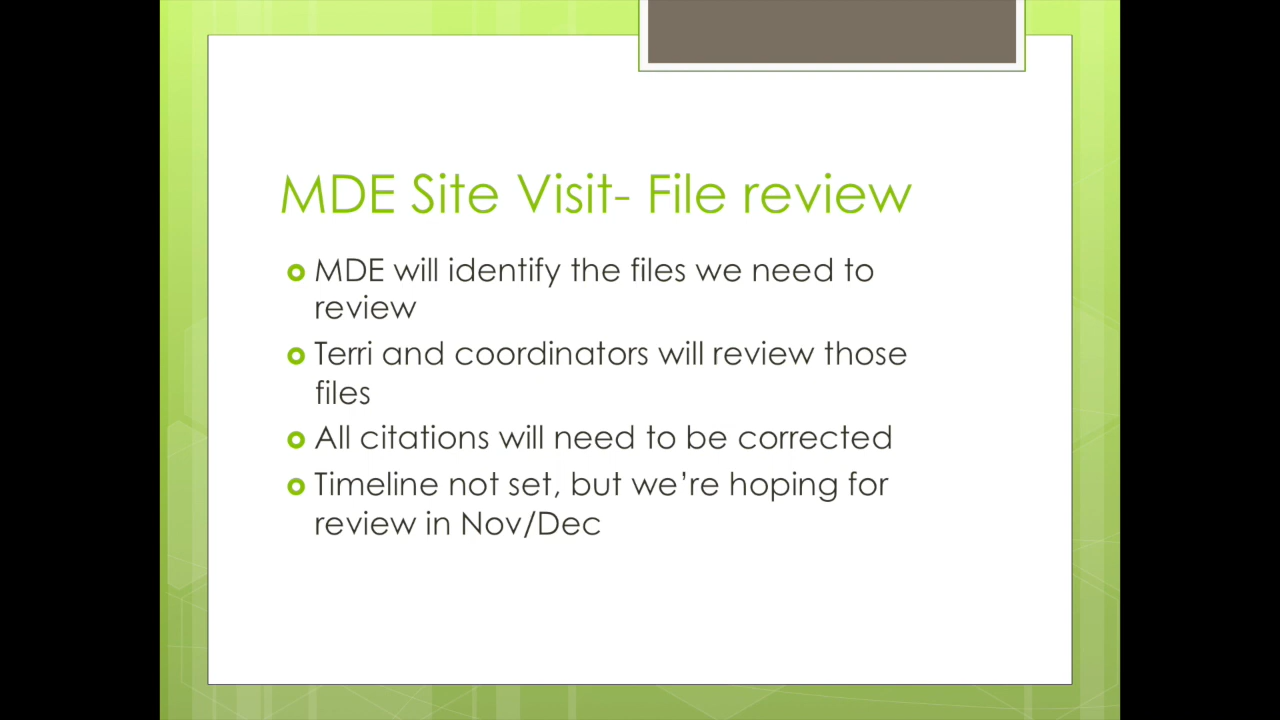 MDE Site Visit- File review
MDE will identify the files we need to
review
Terri and coordinators will review those
files
All citations will need to be corrected
Timeline not set, but we’re hoping for
review in Nov/Dec